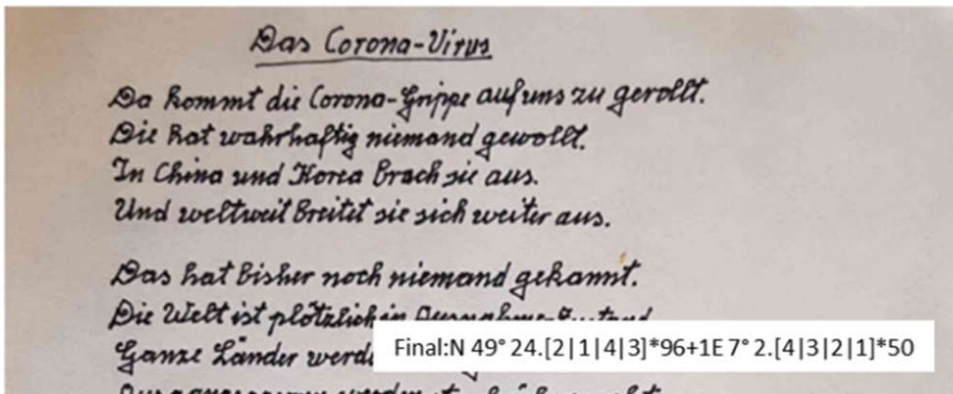 Das Corona-Virus
Da kommt die Corona-Grippe auf uns zu gerollt.
Die hat wahrhaftig niemand gewollt.
In China und Korea brach sie aus.
Und weltweit breitet sie sich weiter aus.
Das hat bisher noch niemand gekannt.
Die Welt ist plötzlich in
Ganze Länder
Final:N 49° 24.[2|1|4|3]*96+1E 7° 2.[4|3|2|1]*50